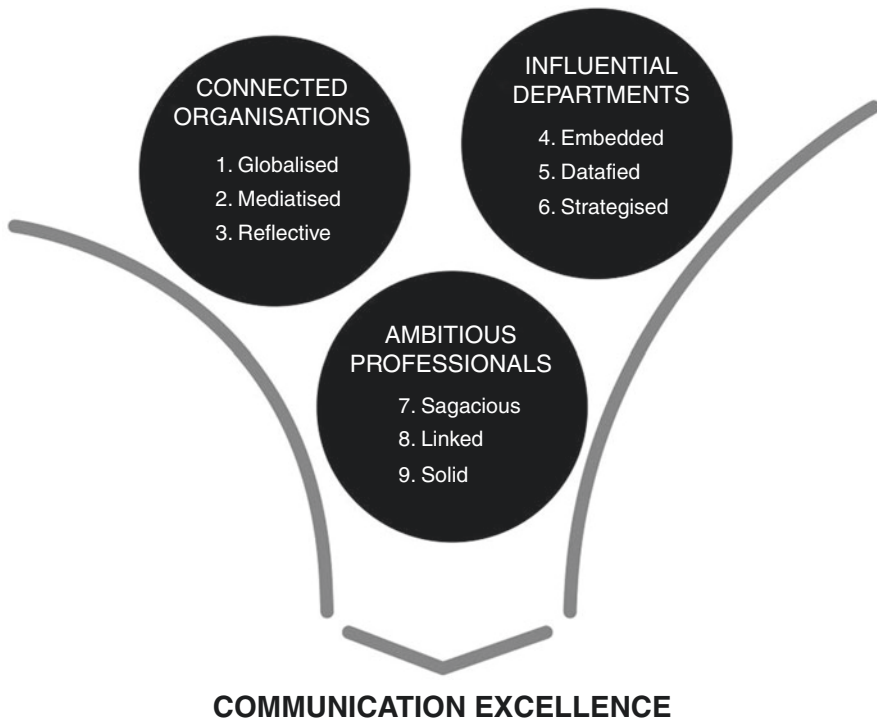 CONNECTED
ORGANISATIONS
1. Globalised
2. Mediatised
3. Reflective
INFLUENTIAL
DEPARTMENTS
4. Embedded
5. Datafied
6. Strategised
AMBITIOUS
PROFESSIONALS
7. Sagacious
8. Linked
9. Solid
COMMUNICATION EXCELLENCE